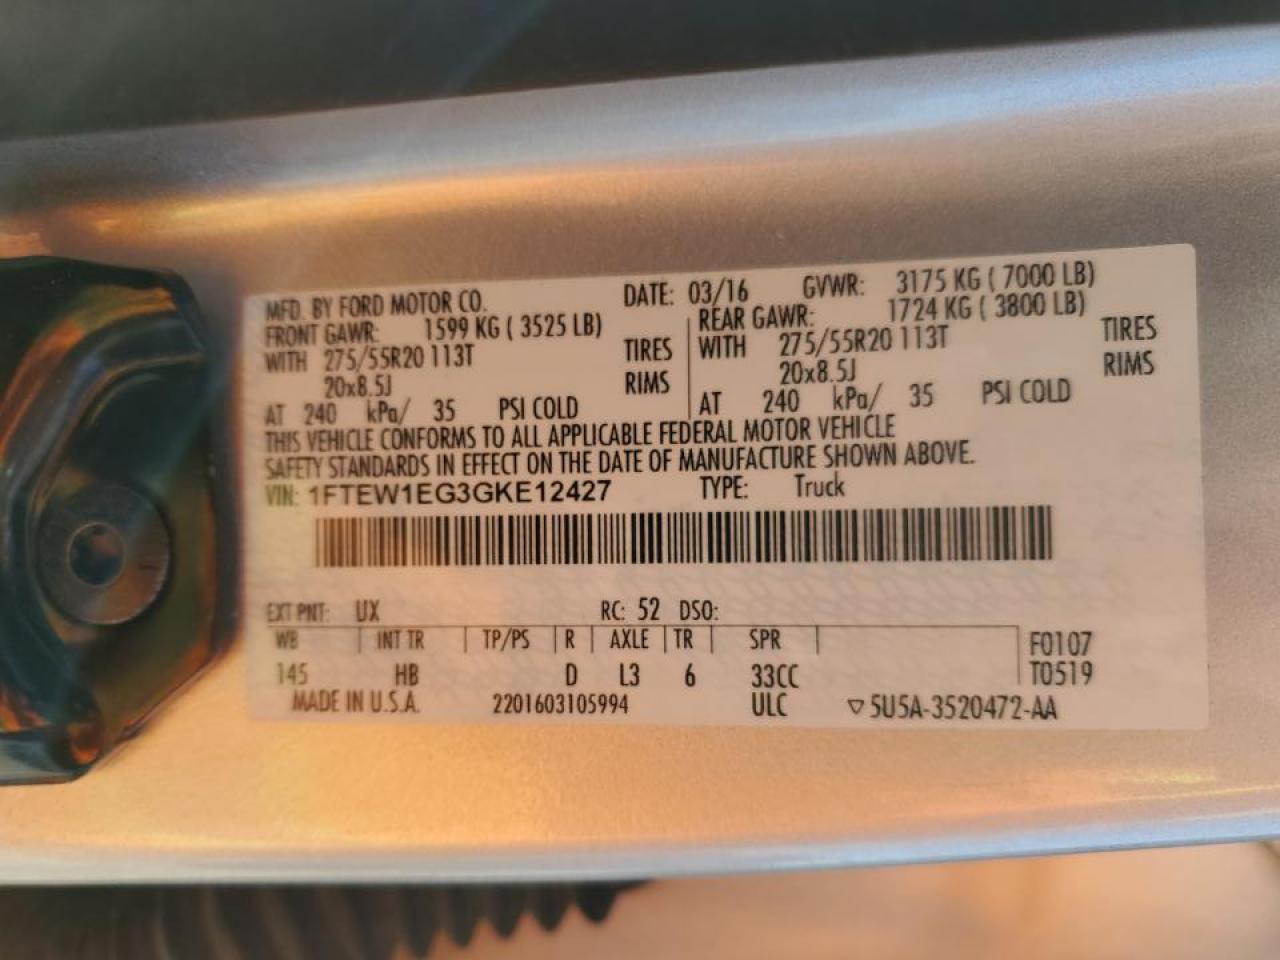 MFD. BY FORD MOTOR CO. DATE: 03/16 GVWR: 3175 KG ( 7000 LB)
FRONT GAWR: 1599 KG ( 3525 LB) REAR GAWR: 1724 KG ( 3800 LB)
WITH 275/55R20 113T TIRES WITH 275/55R20 113T TIRES
20x8.5J RIMS 20x8.5J RIMS
AT 240 kPa/ 35 PSI COLD AT 240 kPa/ 35 PSI COLD
THIS VEHICLE CONFORMS TO ALL APPLICABLE FEDERAL MOTOR VEHICLE
SAFETY STANDARDS IN EFFECT ON THE DATE OF MANUFACTURE SHOWN ABOVE.
VIN: 1FTEW1EG3GKE12427 TYPE: Truck
EXT PNT: UX RC: 52 DSO:
WB INT TR TP/PS R AXLE TR SPR F0107
145 HB D L3 6 33CC T0519
MADE IN U.S.A. 2201603105994 ULC ▽5U5A-3520472-AA